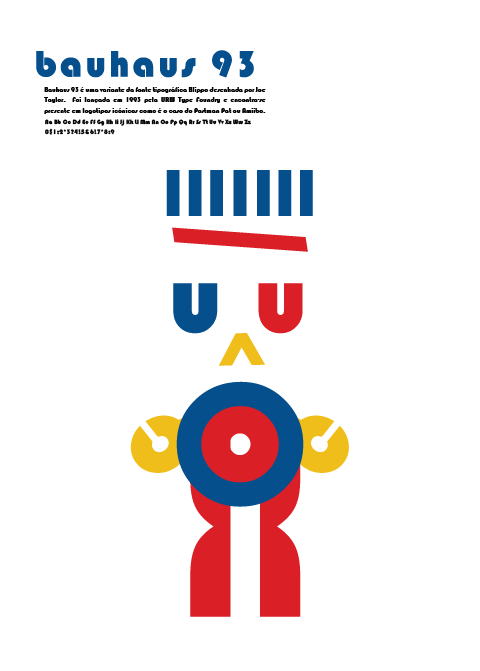 bauhaus 93
Bauhaus 93 é uma variante da fonte tipográfica Blippo desenhada por Joe
Taylor. Foi lançada em 1993 pela URW Type Foundry e encontra-se
presente em logotipos icónicos como é o caso do Postman Pat ou Amiibo.
Aa Bb Cc Dd Ee Ff Gg Hh Ii Jj Kk Ll Mm Nn Oo Pp Qq Rr Ss Tt Uu Vv Xx Ww Zz